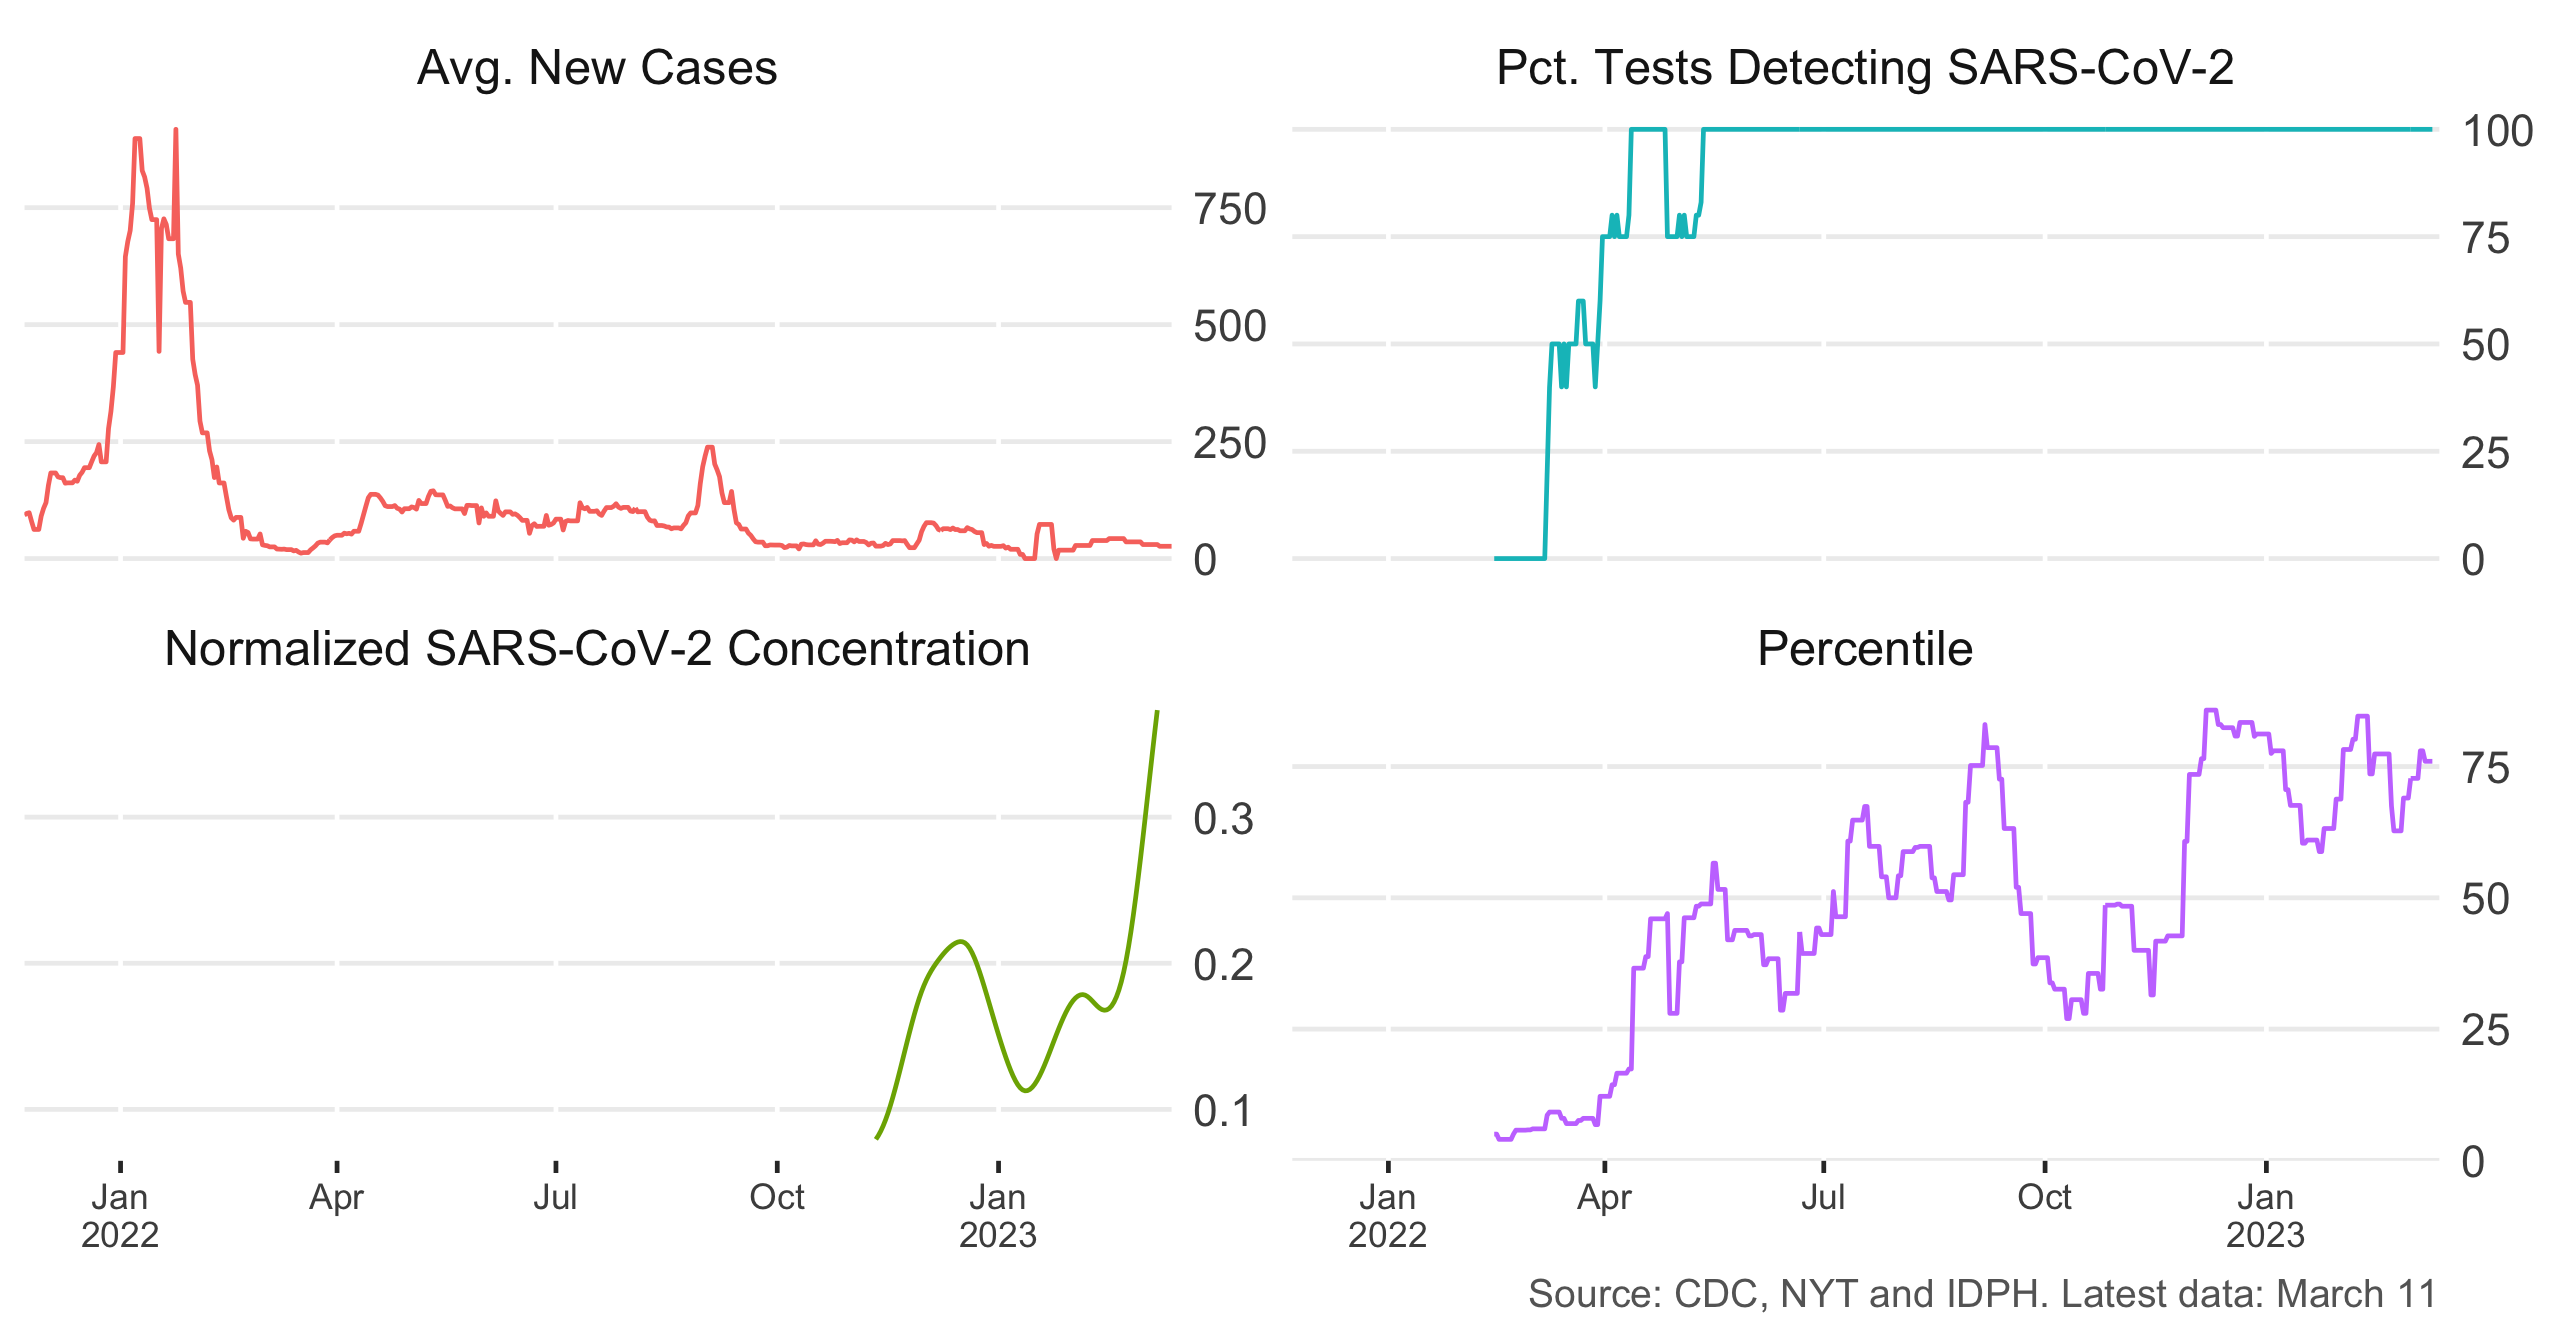 Avg. New Cases
750
500
250
0
Pct. Tests Detecting SARS-CoV-2
100
75
50
25
0
Normalized SARS-CoV-2 Concentration
0.3
0.2
0.1
Jan
2022
Apr
Jul
Oct
Jan
2023
Percentile
75
50
25
0
Jan
2022
Apr
Jul
Oct
Jan
2023
Source: CDC, NYT and IDPH. Latest data: March 11